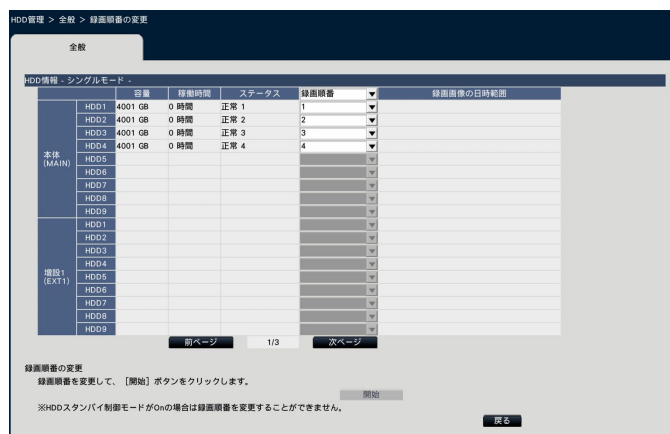 HDD管理 > 全般 > 録画順番の変更
全般
HDD情報 - シングルモード -
容量 稼働時間 ステータス 録画順番 録画画像の日時範囲
本体
(MAIN)
HDD1 4001 GB 0 時間 正常 1 1
HDD2 4001 GB 0 時間 正常 2 2
HDD3 4001 GB 0 時間 正常 3 3
HDD4 4001 GB 0 時間 正常 4 4
HDD5
HDD6
HDD7
HDD8
HDD9
増設1
(EXT1)
HDD1
HDD2
HDD3
HDD4
HDD5
HDD6
HDD7
HDD8
HDD9
前ページ 1/3 次ページ
録画順番の変更
録画順番を変更して、［開始］ボタンをクリックします。
開始
※HDDスタンバイ制御モードがOnの場合は録画順番を変更することができません。
戻る